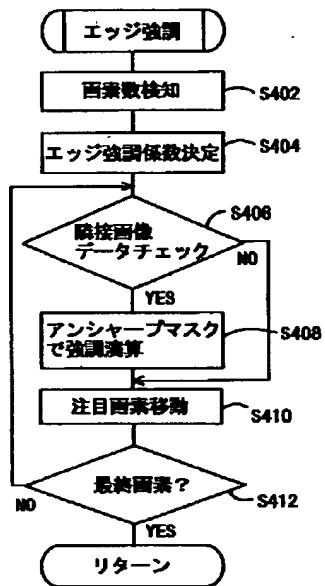 エッジ強調
画素数検知
S402
エッジ強調係数決定
S404
隣接画像
データチェック
S406
NO
YES
アンシャープマスク
で強調演算
S408
注目画素移動
S410
最終画素？
S412
NO
YES
リターン